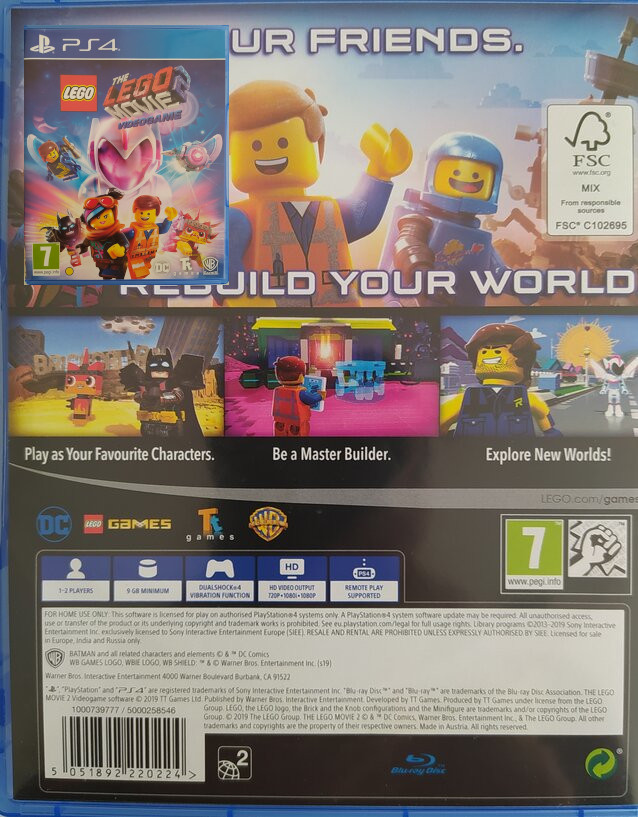 UR FRIENDS.
PS4
LEGO
THE
LEGO
MOVIE 2
VIDEOGAME
7
www.pegi.info
DC
TT
GAMES
WB
FSC
www.fsc.org
MIX
From responsible
sources
FSC® C102695
REBUILD YOUR WORLD
R
Play as Your Favourite Characters.
Be a Master Builder.
Explore New Worlds!
LEGO.com/games
DC
LEGO GAMES
TT
games
WB
7
www.pegi.info
1-2 PLAYERS
9 GB MINIMUM
DUALSHOCK®4
VIBRATION FUNCTION
HD
HD VIDEO OUTPUT
720P•1080i•1080P
PS4
REMOTE PLAY
SUPPORTED
FOR HOME USE ONLY: This software is licensed for play on authorised PlayStation®4 systems only. A PlayStation®4 system software update may be required. All unauthorised access,
use or transfer of the product or its underlying copyright and trademark works is prohibited. See eu.playstation.com/legal for full usage rights. Library programs ©2013-2019 Sony Interactive
Entertainment Inc. exclusively licensed to Sony Interactive Entertainment Europe (SIEE). RESALE AND RENTAL ARE PROHIBITED UNLESS EXPRESSLY AUTHORISED BY SIEE. Licensed for sale
in Europe, India and Russia only.
BATMAN and all related characters and elements © & ™ DC Comics
WB GAMES LOGO, WBIE LOGO, WB SHIELD: ™ & © Warner Bros. Entertainment Inc. (s19)
Warner Bros. Interactive Entertainment 4000 Warner Boulevard Burbank, CA 91522
"PlayStation" and "PS4" are registered trademarks of Sony Interactive Entertainment Inc. "Blu-ray Disc™" and "Blu-ray™" are trademarks of the Blu-ray Disc Association. THE LEGO
MOVIE 2 Videogame software © 2019 TT Games Ltd. Published by Warner Bros. Interactive Entertainment. Developed by TT Games. Produced by TT Games under license from the LEGO
1000739777 / 5000258546
Group. LEGO, the LEGO logo, the Brick and the Knob configurations and the Minifigure are trademarks and/or copyrights of the LEGO
Group. © 2019 The LEGO Group. THE LEGO MOVIE 2 © & ™ DC Comics, Warner Bros. Entertainment Inc., & The LEGO Group. All other
trademarks and copyrights are the property of their respective owners. Made in Austria. All rights reserved.
5 051892 220224 >
2
Blu-ray Disc